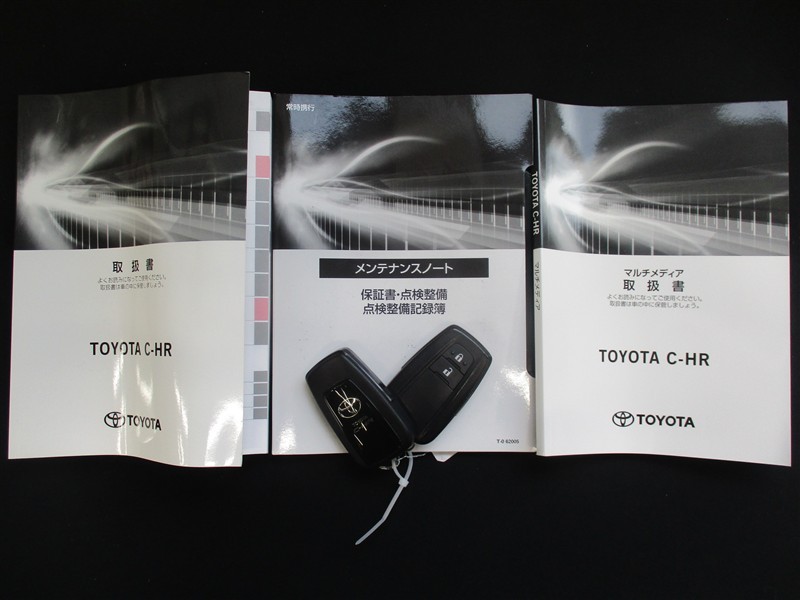 取扱書
よくお読みになってご使用ください。
取扱書は車の中に保管しましょう。
TOYOTA C-HR
TOYOTA
常時携行
メンテナンスノート
保証書・点検整備
点検整備記録簿
TOYOTA C-HR
マルチメディア
マルチメディア
取扱書
よくお読みになってご使用ください。
取扱書は車の中に保管しましょう。
TOYOTA C-HR
TOYOTA